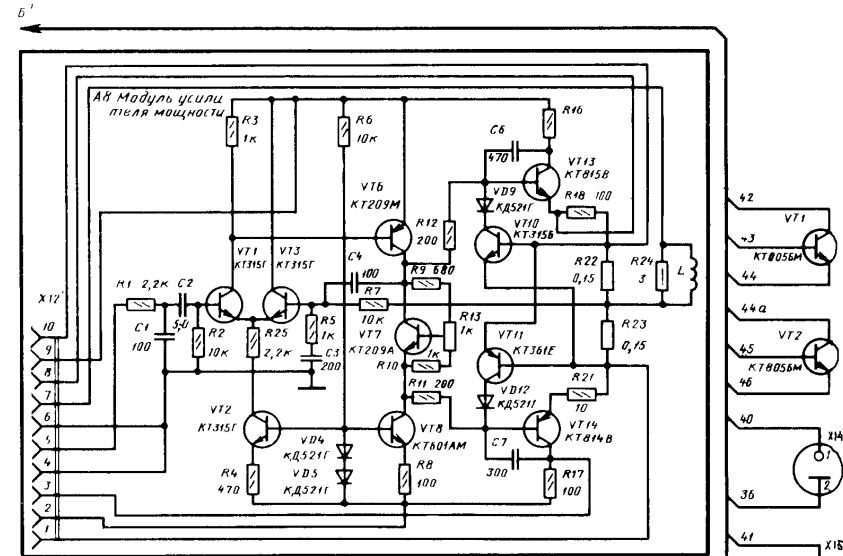 Б'
А8 Модуль усили
теля мощности
R3
1к
R6
10к
R16
C6
470
VT13
КТ815В
VT6
КТ209М
VD9
КД521Г
R18 100
42
VT1
R12
200
VT10
КТ315Б
43
КТ8056М
VT1
КТ315Г
VT3
КТ315Г
C4
100
R9 680
R22
0,15
R24
3
L
44
X12
R1 2,2к
C2
5,0
R7
10к
R13
1к
44а
10
C1
100
R2
10к
R25
2,2к
R5
1к
C3
200
VT7
КТ209А
1к
R10
VT11
КТ361Е
R23
0,15
VT2
45
КТ8056М
9
8
R11 200
VD12
КД521Г
R21
10
46
7
VT2
КТ315Г
VT8
КТ601АМ
VT14
КТ814В
40
X14
6
5
VD4
КД521Г
C7
300
1
4
R4
470
VD5
КД521Г
R8
100
R17
100
2
3
36
2
1
41
X15